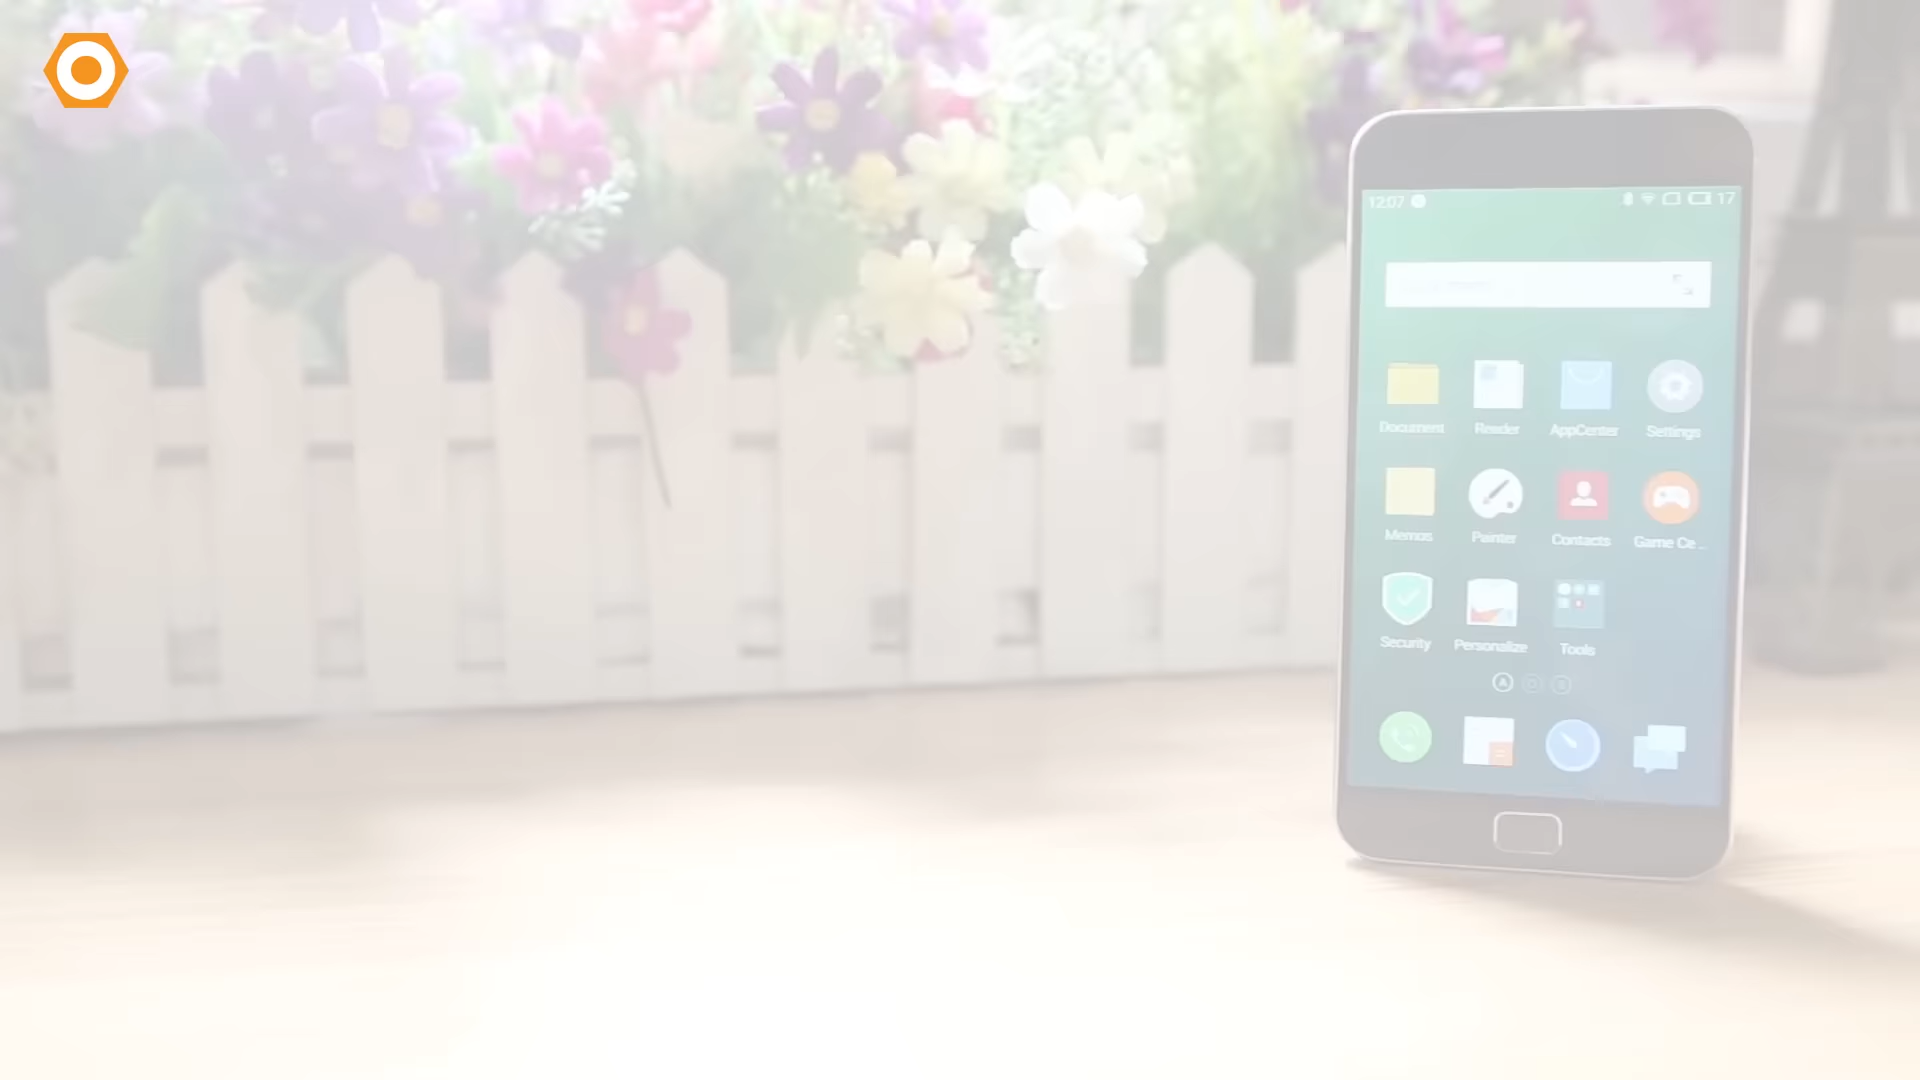 12:07 17
Document Reader AppCenter Settings
Memos Painter Contacts Game Ce...
Security Personalize Tools
A